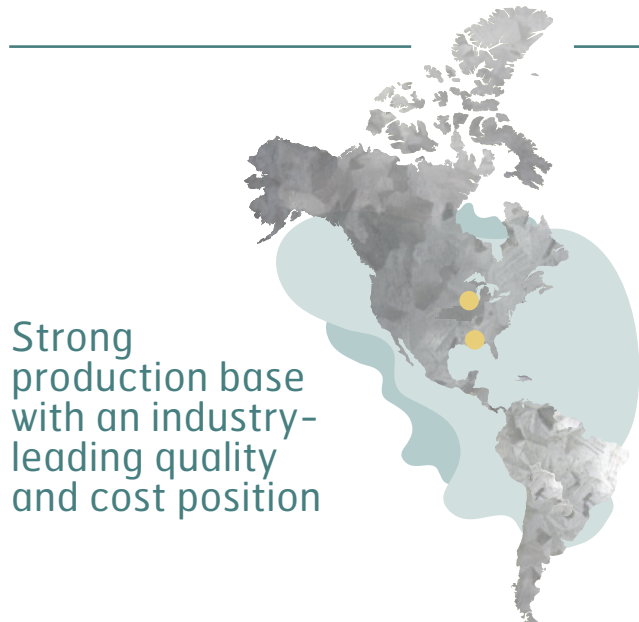 Strong
production base
with an industry-
leading quality
and cost position